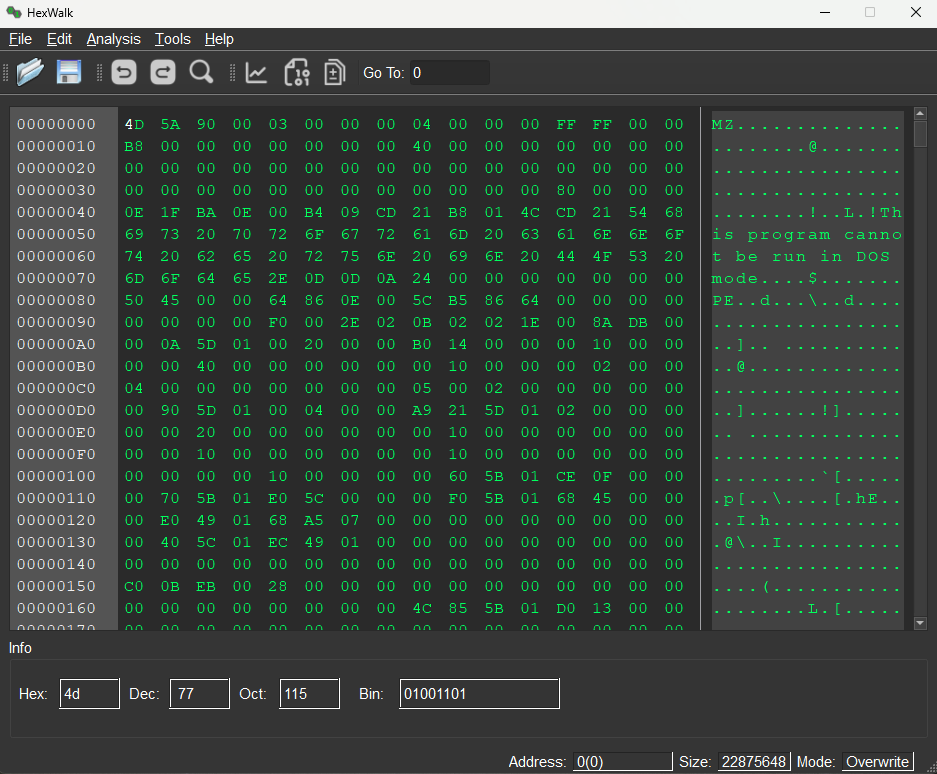 HexWalk
File Edit Analysis Tools Help
Go To: 0
00000000 4D 5A 90 00 03 00 00 00 04 00 00 00 FF FF 00 00 MZ..............
00000010 B8 00 00 00 00 00 00 00 40 00 00 00 00 00 00 00 ........@.......
00000020 00 00 00 00 00 00 00 00 00 00 00 00 00 00 00 00 ................
00000030 00 00 00 00 00 00 00 00 00 00 00 00 80 00 00 00 ................
00000040 0E 1F BA 0E 00 B4 09 CD 21 B8 01 4C CD 21 54 68 ........!..L.!Th
00000050 69 73 20 70 72 6F 67 72 61 6D 20 63 61 6E 6E 6F is program canno
00000060 74 20 62 65 20 72 75 6E 20 69 6E 20 44 4F 53 20 t be run in DOS
00000070 6D 6F 64 65 2E 0D 0D 0A 24 00 00 00 00 00 00 00 mode....$.......
00000080 50 45 00 00 64 86 0E 00 5C B5 86 64 00 00 00 00 PE..d...\..d....
00000090 00 00 00 00 F0 00 2E 02 0B 02 02 1E 00 8A DB 00 ................
000000A0 00 0A 5D 01 00 20 00 00 B0 14 00 00 00 10 00 00 ..].. ..........
000000B0 00 00 40 00 00 00 00 00 00 10 00 00 00 02 00 00 ..@.............
000000C0 04 00 00 00 00 00 00 00 05 00 02 00 00 00 00 00 ................
000000D0 00 90 5D 01 00 04 00 00 A9 21 5D 01 02 00 00 00 ..]......!].....
000000E0 00 00 20 00 00 00 00 00 00 10 00 00 00 00 00 00 .. .............
000000F0 00 00 10 00 00 00 00 00 00 10 00 00 00 00 00 00 ................
00000100 00 00 00 00 10 00 00 00 00 60 5B 01 CE 0F 00 00 .........`[.....
00000110 00 70 5B 01 E0 5C 00 00 00 F0 5B 01 68 45 00 00 .p[..\....[.hE..
00000120 00 E0 49 01 68 A5 07 00 00 00 00 00 00 00 00 00 ..I.h...........
00000130 00 40 5C 01 EC 49 01 00 00 00 00 00 00 00 00 00 .@\..I..........
00000140 00 00 00 00 00 00 00 00 00 00 00 00 00 00 00 00 ................
00000150 C0 0B EB 00 28 00 00 00 00 00 00 00 00 00 00 00 ....(...........
00000160 00 00 00 00 00 00 00 00 4C 85 5B 01 D0 13 00 00 ........L.[.....
00000170 00 00 00 00 00 00 00 00 00 00 00 00 00 00 00 00
Info
Hex: 4d Dec: 77 Oct: 115 Bin: 01001101
Address: 0(0) Size: 22875648 Mode: Overwrite